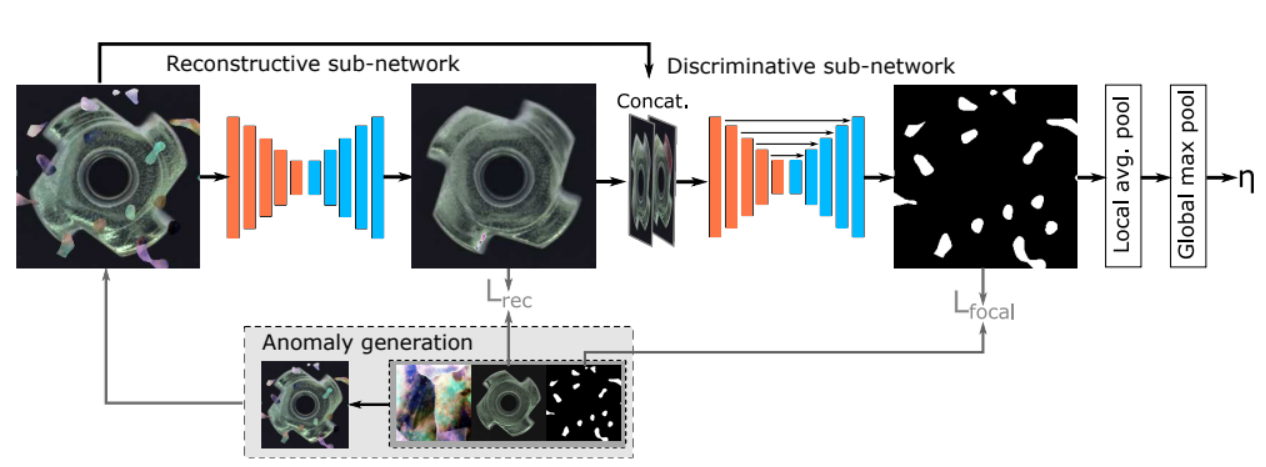 Reconstructive sub-network
Discriminative sub-network
Concat.
Local avg. pool
Global max pool
η
Lrec
Lfocal
Anomaly generation